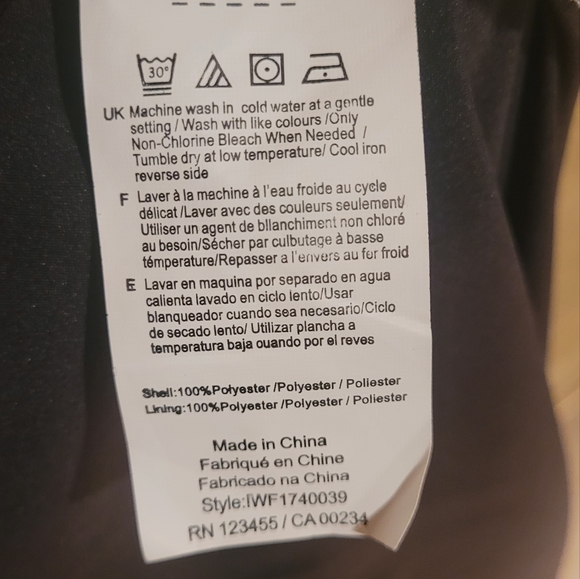 30°
UK Machine wash in cold water at a gentle
setting / Wash with like colours /Only
Non-Chlorine Bleach When Needed /
Tumble dry at low temperature/ Cool iron
reverse side
F Laver à la machine à l'eau froide au cycle
délicat /Laver avec des couleurs seulement/
Utiliser un agent de bllanchiment non chloré
au besoin/Sécher par culbutage à basse
témpérature/Repasser a l'envers au fer froid
E Lavar en maquina por separado en agua
calienta lavado en ciclo lento/Usar
blanqueador cuando sea necesario/Ciclo
de secado lento/ Utilizar plancha a
temperatura baja ouando por el reves
Shell:100%Polyester /Polyester / Poliester
Lining:100%Polyester /Polyester / Poliester
Made in China
Fabriqué en Chine
Fabricado na China
Style:IWF1740039
RN 123455 / CA 00234